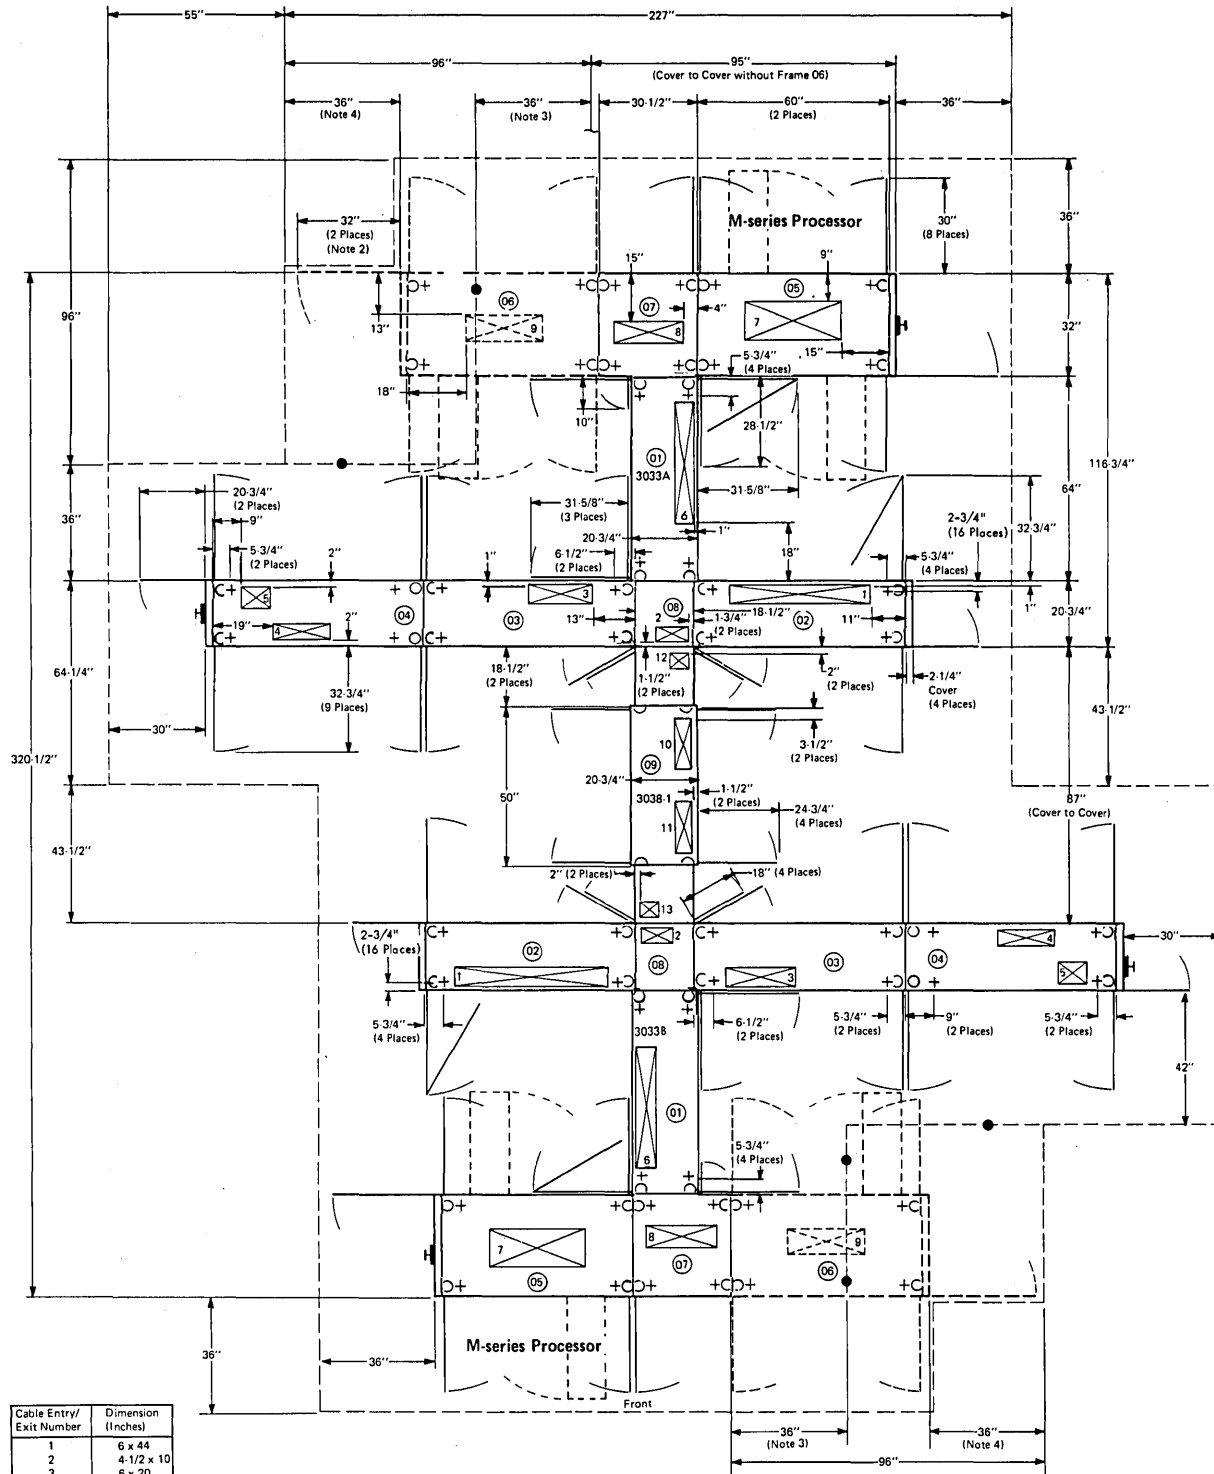 55"
227"
96"
95"
(Cover to Cover without Frame 06)
36"
(Note 4)
36"
(Note 3)
30-1/2"
60"
(2 Places)
36"
32"
(2 Places)
(Note 2)
M-series Processor
30"
(8 Places)
36"
96"
13"
06
15"
07
4"
9"
05
9
8
7
32"
18"
10"
5-3/4"
(4 Places)
15"
28-1/2"
01
3033A
6
64"
116-3/4"
36"
20-3/4"
(2 Places)
9"
5-3/4"
(2 Places)
2"
31-5/8"
(3 Places)
20-3/4"
6-1/2"
(2 Places)
1"
31-5/8"
1"
18"
2-3/4"
(16 Places)
32-3/4"
5-3/4"
(4 Places)
5
19"
4
2"
04
03
3
13"
08
2
18-1/2"
1-3/4"
(2 Places)
1
02
11"
1"
20-3/4"
64-1/4"
32-3/4"
(9 Places)
18-1/2"
(2 Places)
12
1-1/2"
(2 Places)
2"
(2 Places)
2-1/4"
Cover
(4 Places)
43-1/2"
30"
320-1/2"
50"
10
09
3-1/2"
(2 Places)
20-3/4"
3038-1
11
1-1/2"
(2 Places)
24-3/4"
(4 Places)
87"
(Cover to Cover)
43-1/2"
2" (2 Places)
18" (4 Places)
13
2-3/4"
(16 Places)
02
1
2
08
3
03
04
4
5
30"
5-3/4"
(4 Places)
3033B
6-1/2"
(2 Places)
5-3/4"
(2 Places)
9"
(2 Places)
5-3/4"
(2 Places)
42"
01
6
5-3/4"
(4 Places)
7
05
8
07
9
06
36"
36"
M-series Processor
Front
36"
(Note 3)
36"
(Note 4)
96"
Cable Entry/ Dimension
Exit Number (Inches)
1 6 x 44
2 4-1/2 x 10
3 6 x 20